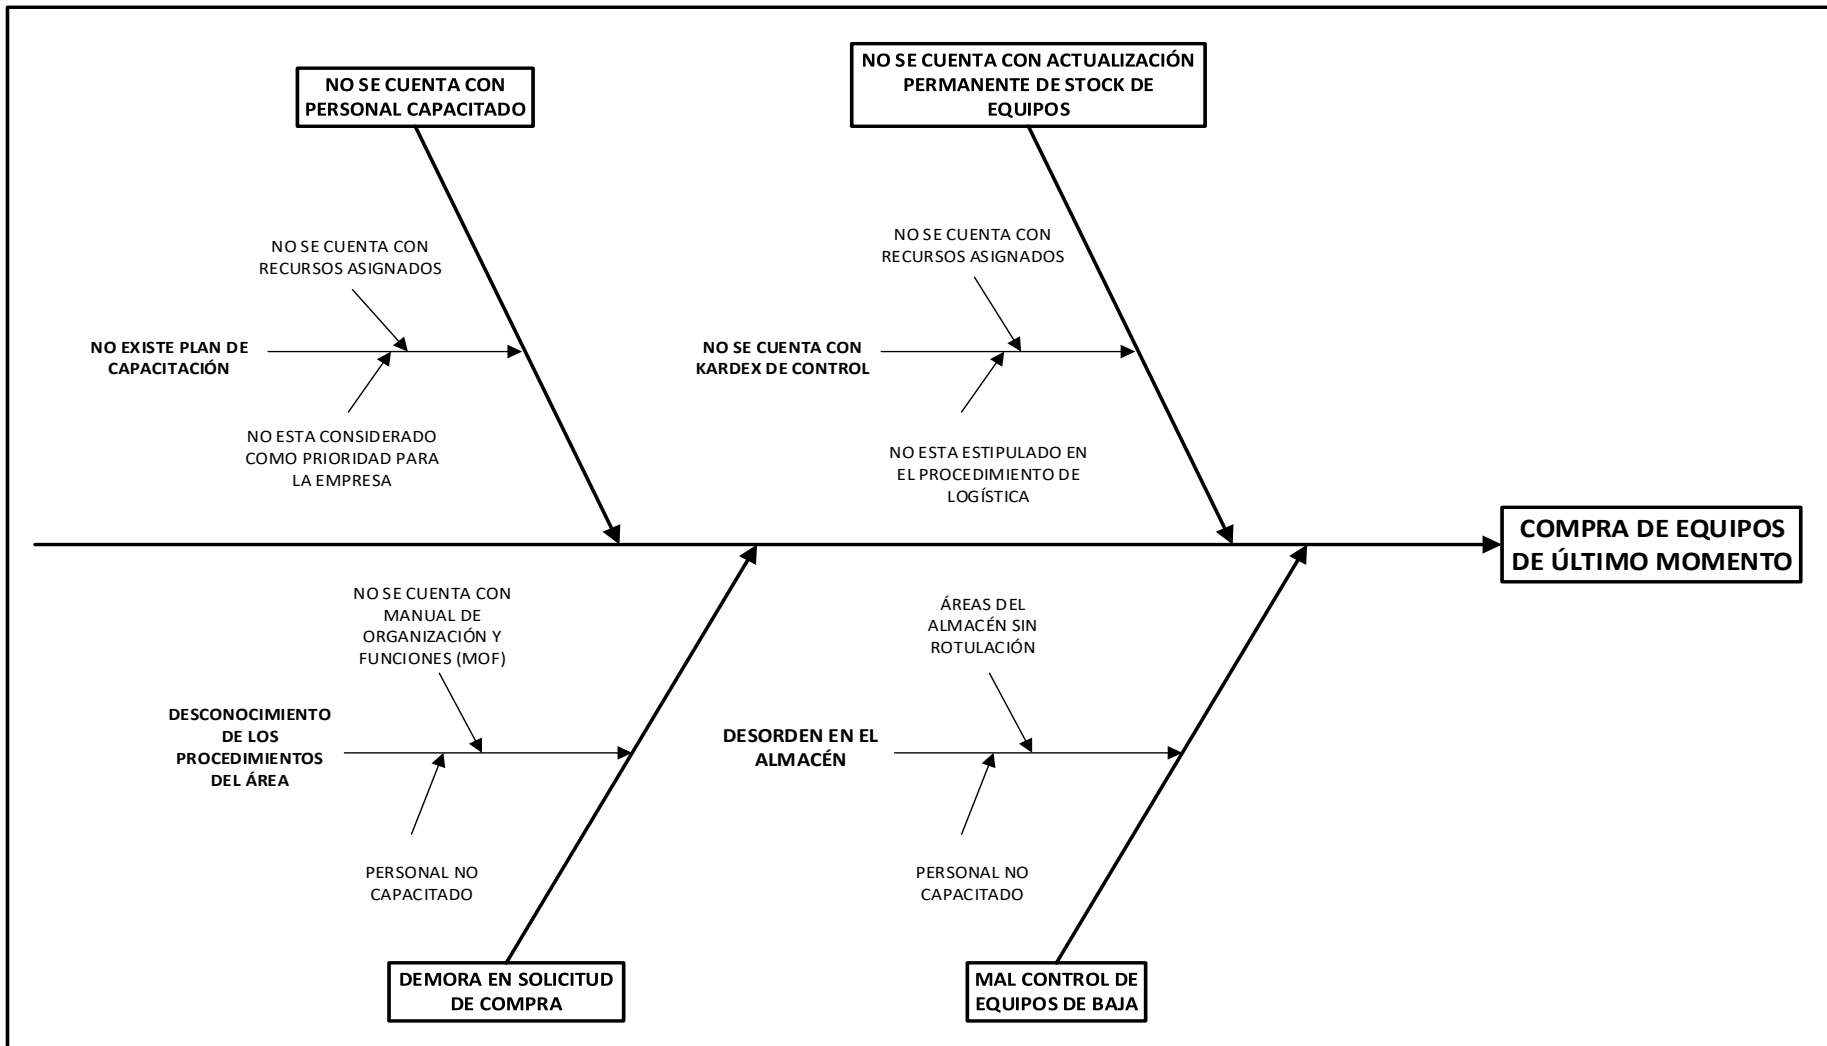 NO SE CUENTA CON
PERSONAL CAPACITADO
NO SE CUENTA CON ACTUALIZACIÓN
PERMANENTE DE STOCK DE
EQUIPOS
NO SE CUENTA CON
RECURSOS ASIGNADOS
NO EXISTE PLAN DE
CAPACITACIÓN
NO ESTA CONSIDERADO
COMO PRIORIDAD PARA
LA EMPRESA
NO SE CUENTA CON
RECURSOS ASIGNADOS
NO SE CUENTA CON
KARDEX DE CONTROL
NO ESTA ESTIPULADO EN
EL PROCEDIMIENTO DE
LOGÍSTICA
COMPRA DE EQUIPOS
DE ÚLTIMO MOMENTO
NO SE CUENTA CON
MANUAL DE
ORGANIZACIÓN Y
FUNCIONES (MOF)
DESCONOCIMIENTO
DE LOS
PROCEDIMIENTOS
DEL ÁREA
PERSONAL NO
CAPACITADO
ÁREAS DEL
ALMACÉN SIN
ROTULACIÓN
DESORDEN EN EL
ALMACÉN
PERSONAL NO
CAPACITADO
DEMORA EN SOLICITUD
DE COMPRA
MAL CONTROL DE
EQUIPOS DE BAJA